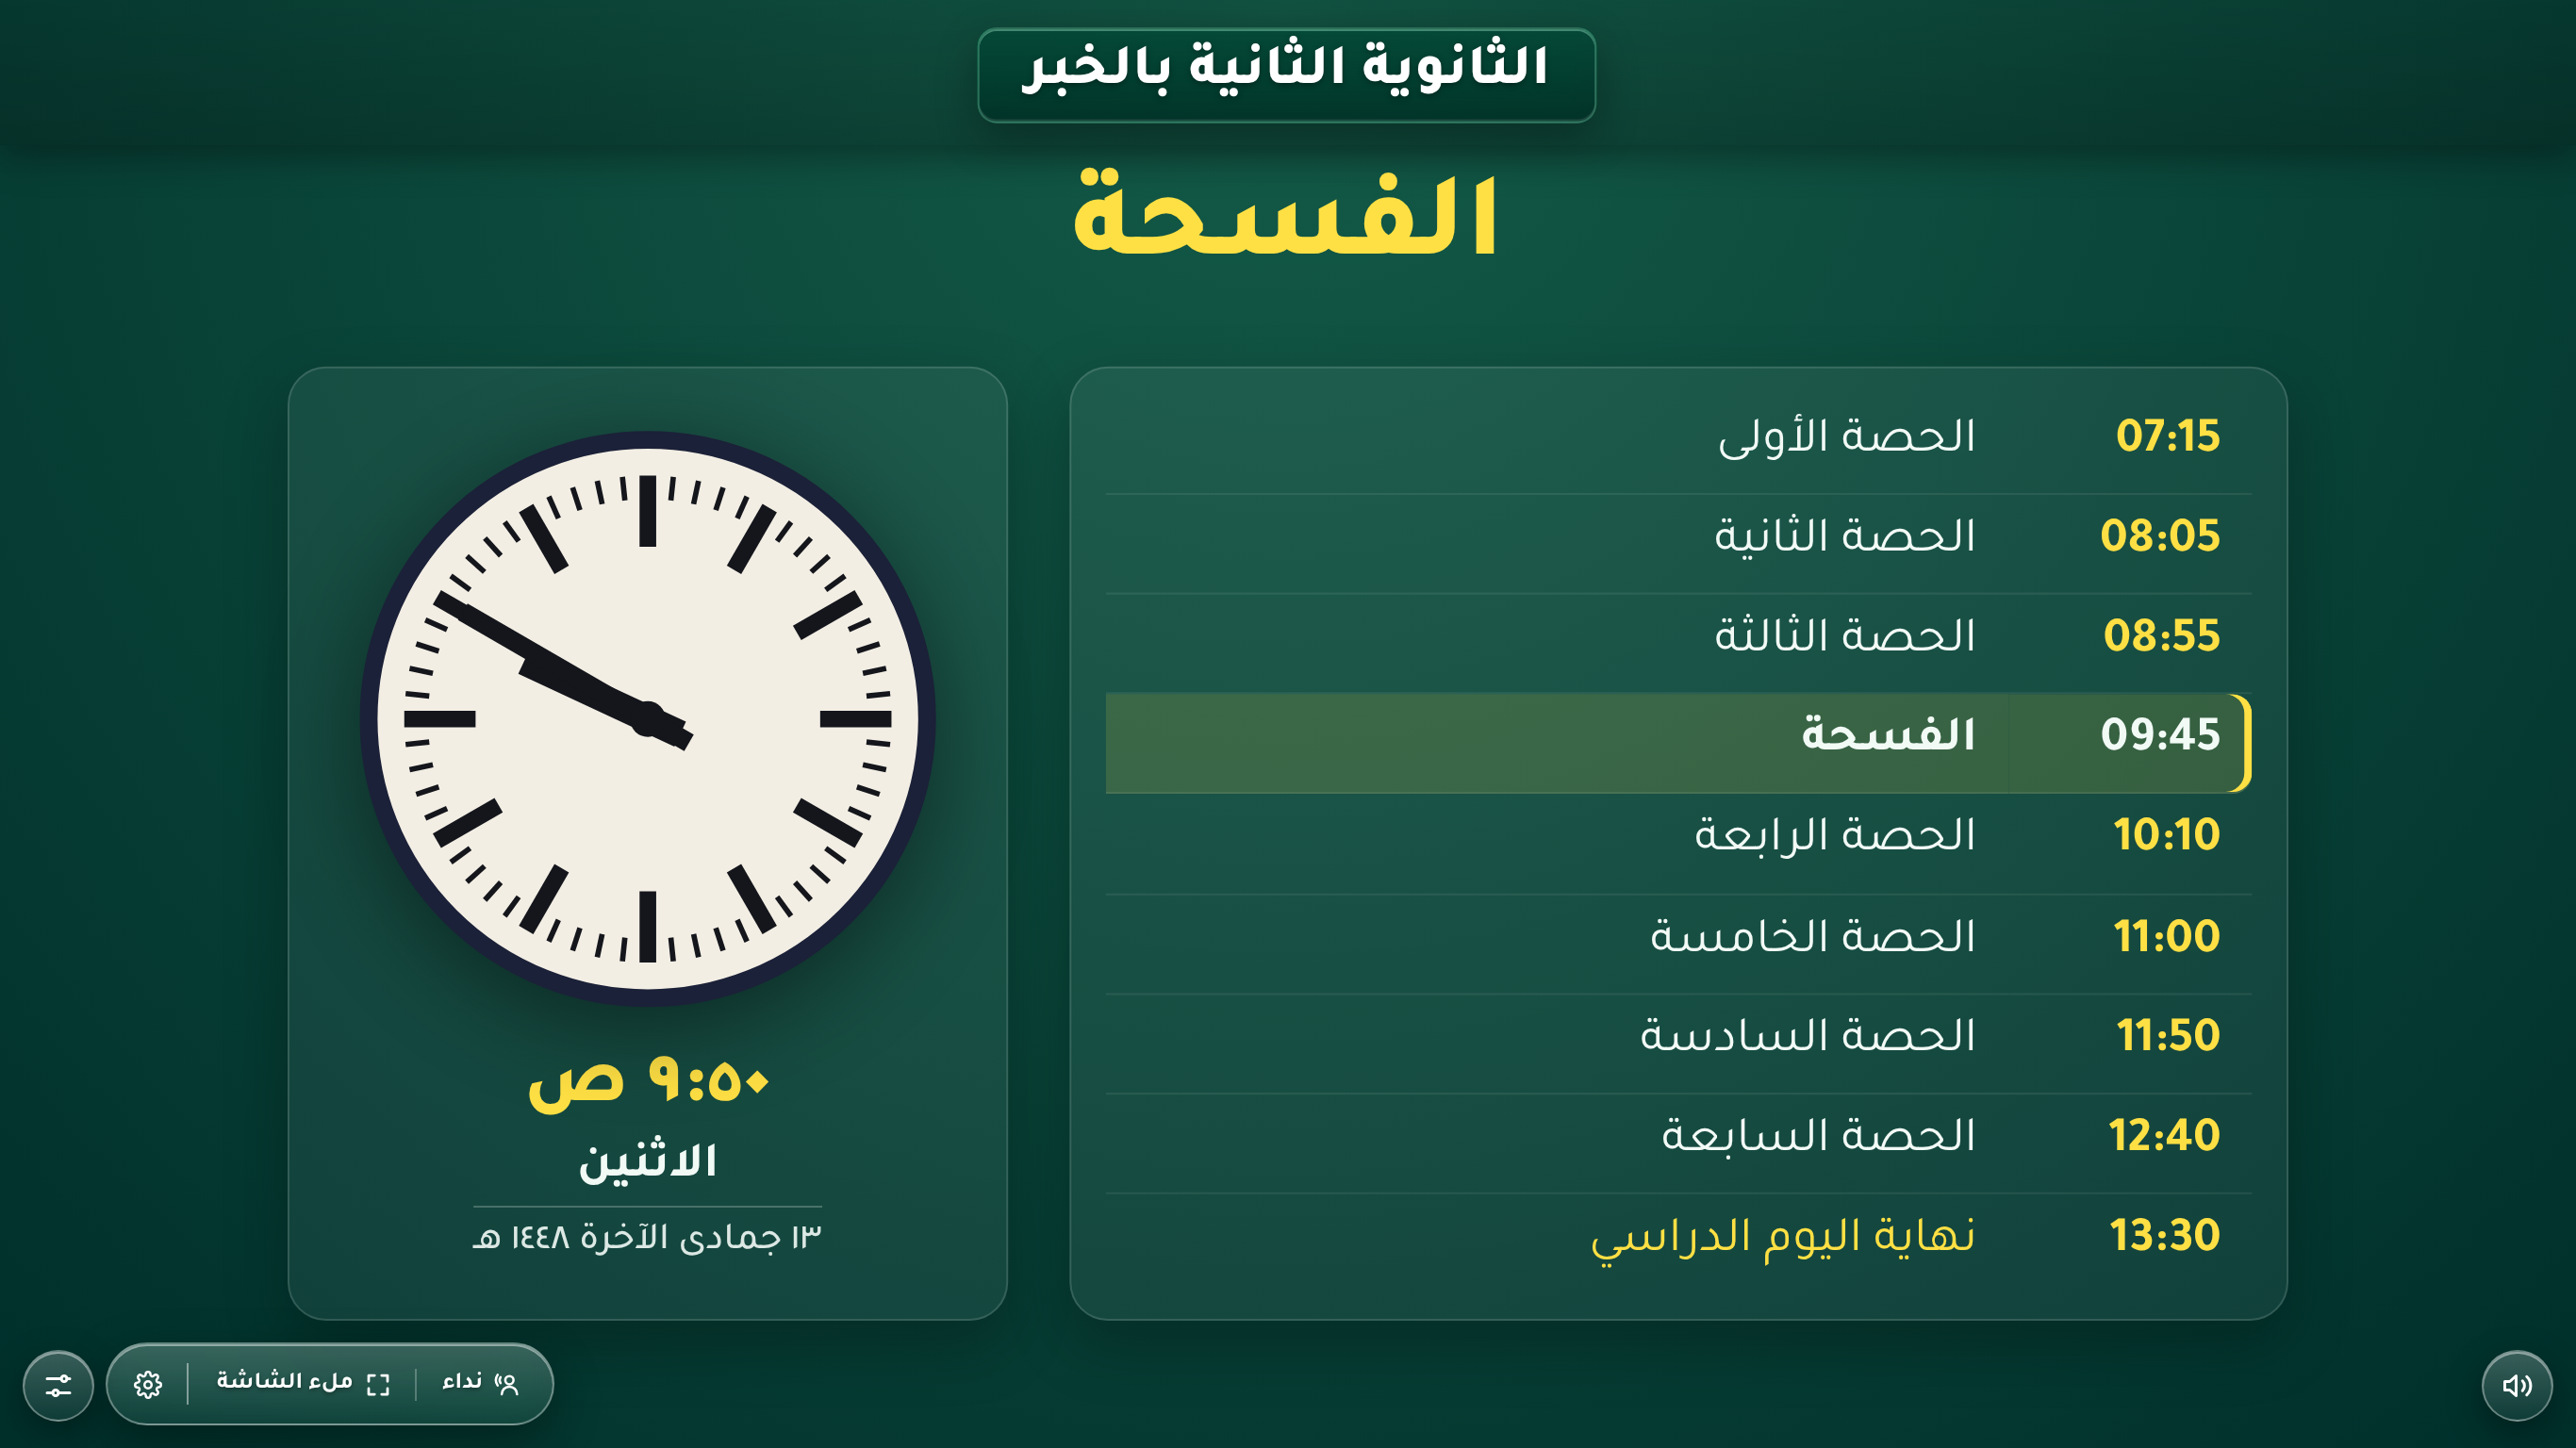 الثانوية الثانية بالخبر
الفسحة
07:15 الحصة الأولى
08:05 الحصة الثانية
08:55 الحصة الثالثة
09:45 الفسحة
10:10 الحصة الرابعة
11:00 الحصة الخامسة
11:50 الحصة السادسة
12:40 الحصة السابعة
13:30 نهاية اليوم الدراسي
٩:٥٠ ص
الاثنين
١٣ جمادى الآخرة ١٤٤٨ هـ
نداء
ملء الشاشة